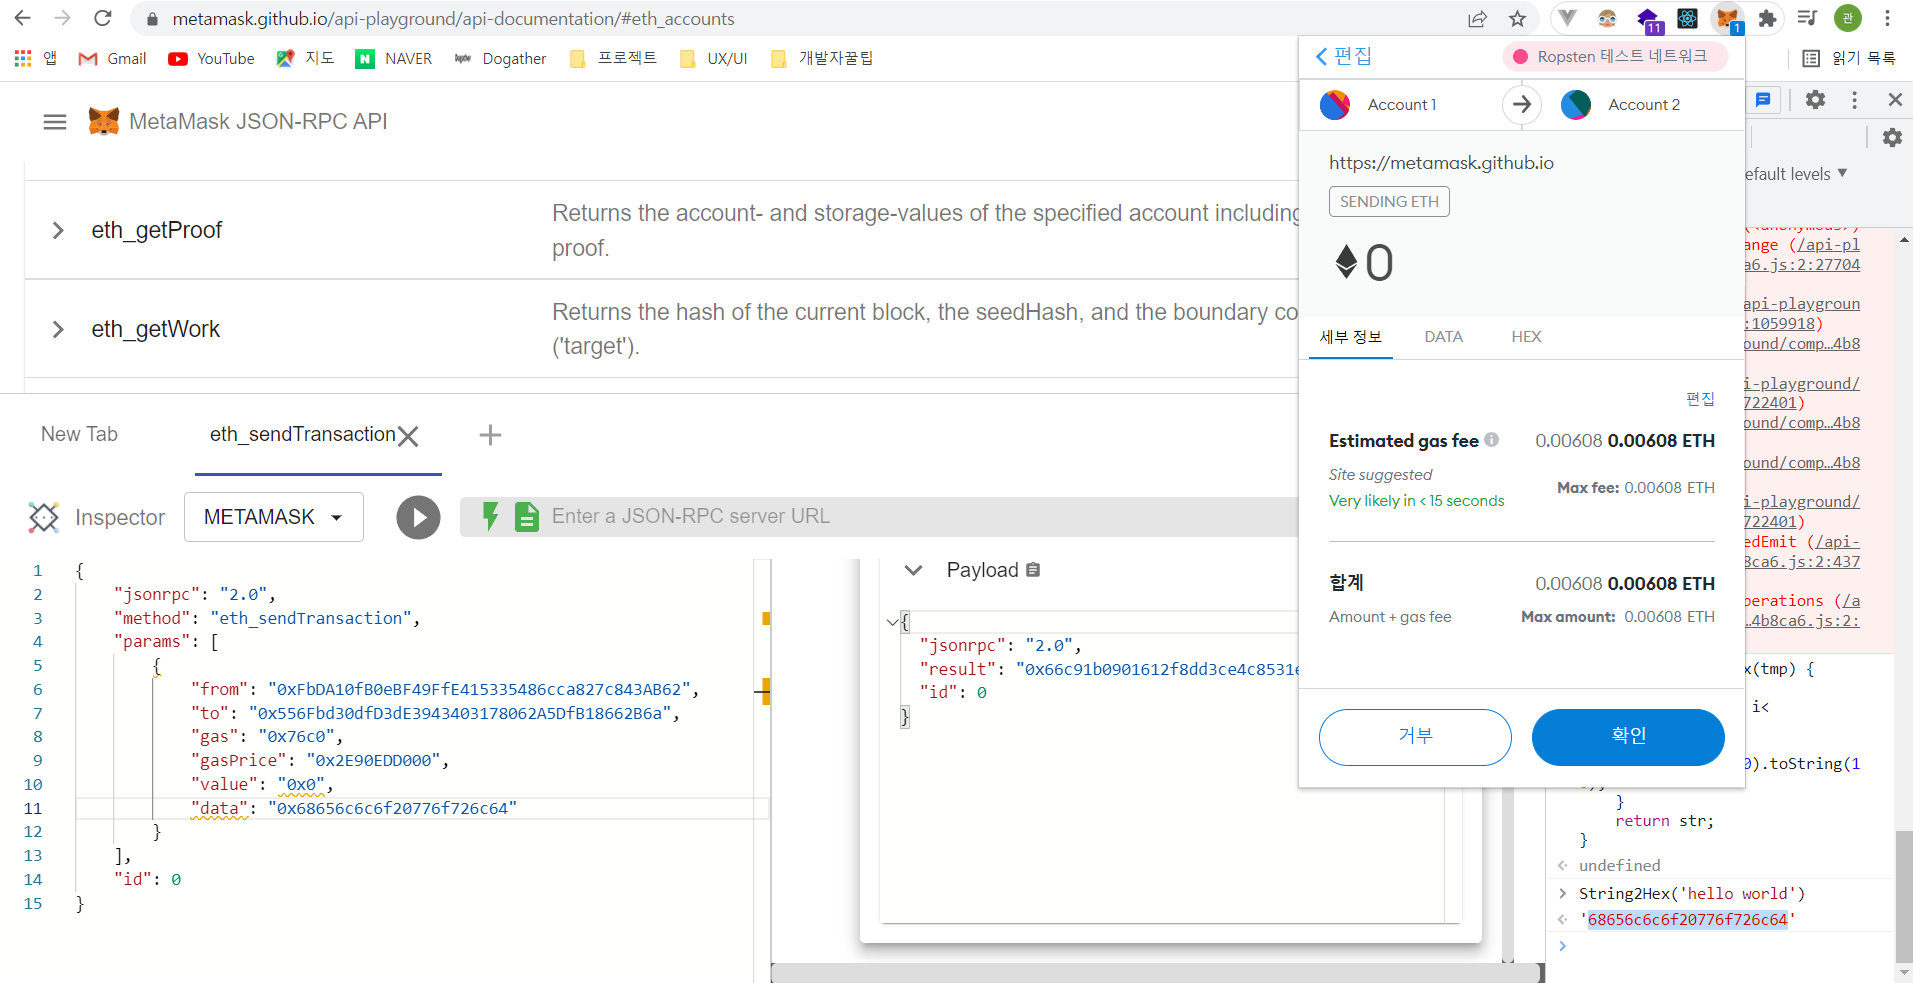 metamask.github.io/api-playground/api-documentation/#eth_accounts
11
1
관
앱
Gmail
YouTube
지도
NAVER
Dogather
프로젝트
UX/UI
개발자꿀팁
읽기 목록
MetaMask JSON-RPC API
eth_getProof
Returns the account- and storage-values of the specified account including
proof.
eth_getWork
Returns the hash of the current block, the seedHash, and the boundary co
('target').
New Tab
eth_sendTransaction
Inspector
METAMASK
Enter a JSON-RPC server URL
1 {
2 "jsonrpc": "2.0",
3 "method": "eth_sendTransaction",
4 "params": [
5 {
6 "from": "0xFbDA10fB0eBF49FfE415335486cca827c843AB62",
7 "to": "0x556Fbd30dfD3dE3943403178062A5DfB18662B6a",
8 "gas": "0x76c0",
9 "gasPrice": "0x2E90EDD000",
10 "value": "0x0",
11 "data": "0x68656c6c6f20776f726c64"
12 }
13 ],
14 "id": 0
15 }
Payload
{
"jsonrpc": "2.0",
"result": "0x66c91b0901612f8dd3ce4c8531e
"id": 0
}
편집
Ropsten 테스트 네트워크
Account 1
Account 2
https://metamask.github.io
SENDING ETH
0
세부 정보
DATA
HEX
편집
Estimated gas fee
0.00608 0.00608 ETH
Site suggested
Very likely in < 15 seconds
Max fee: 0.00608 ETH
합계
0.00608 0.00608 ETH
Amount + gas fee
Max amount: 0.00608 ETH
거부
확인
efault levels
ange (/api-pl
a6.js:2:27704
api-playgroun
:1059918)
ound/comp…4b8
i-playground/
722401)
ound/comp…4b8
ound/comp…4b8
i-playground/
722401)
edEmit (/api-
8ca6.js:2:437
perations (/a
…4b8ca6.js:2:
x(tmp) {
i<
0).toString(1
}
return str;
}
undefined
String2Hex('hello world')
'68656c6c6f20776f726c64'